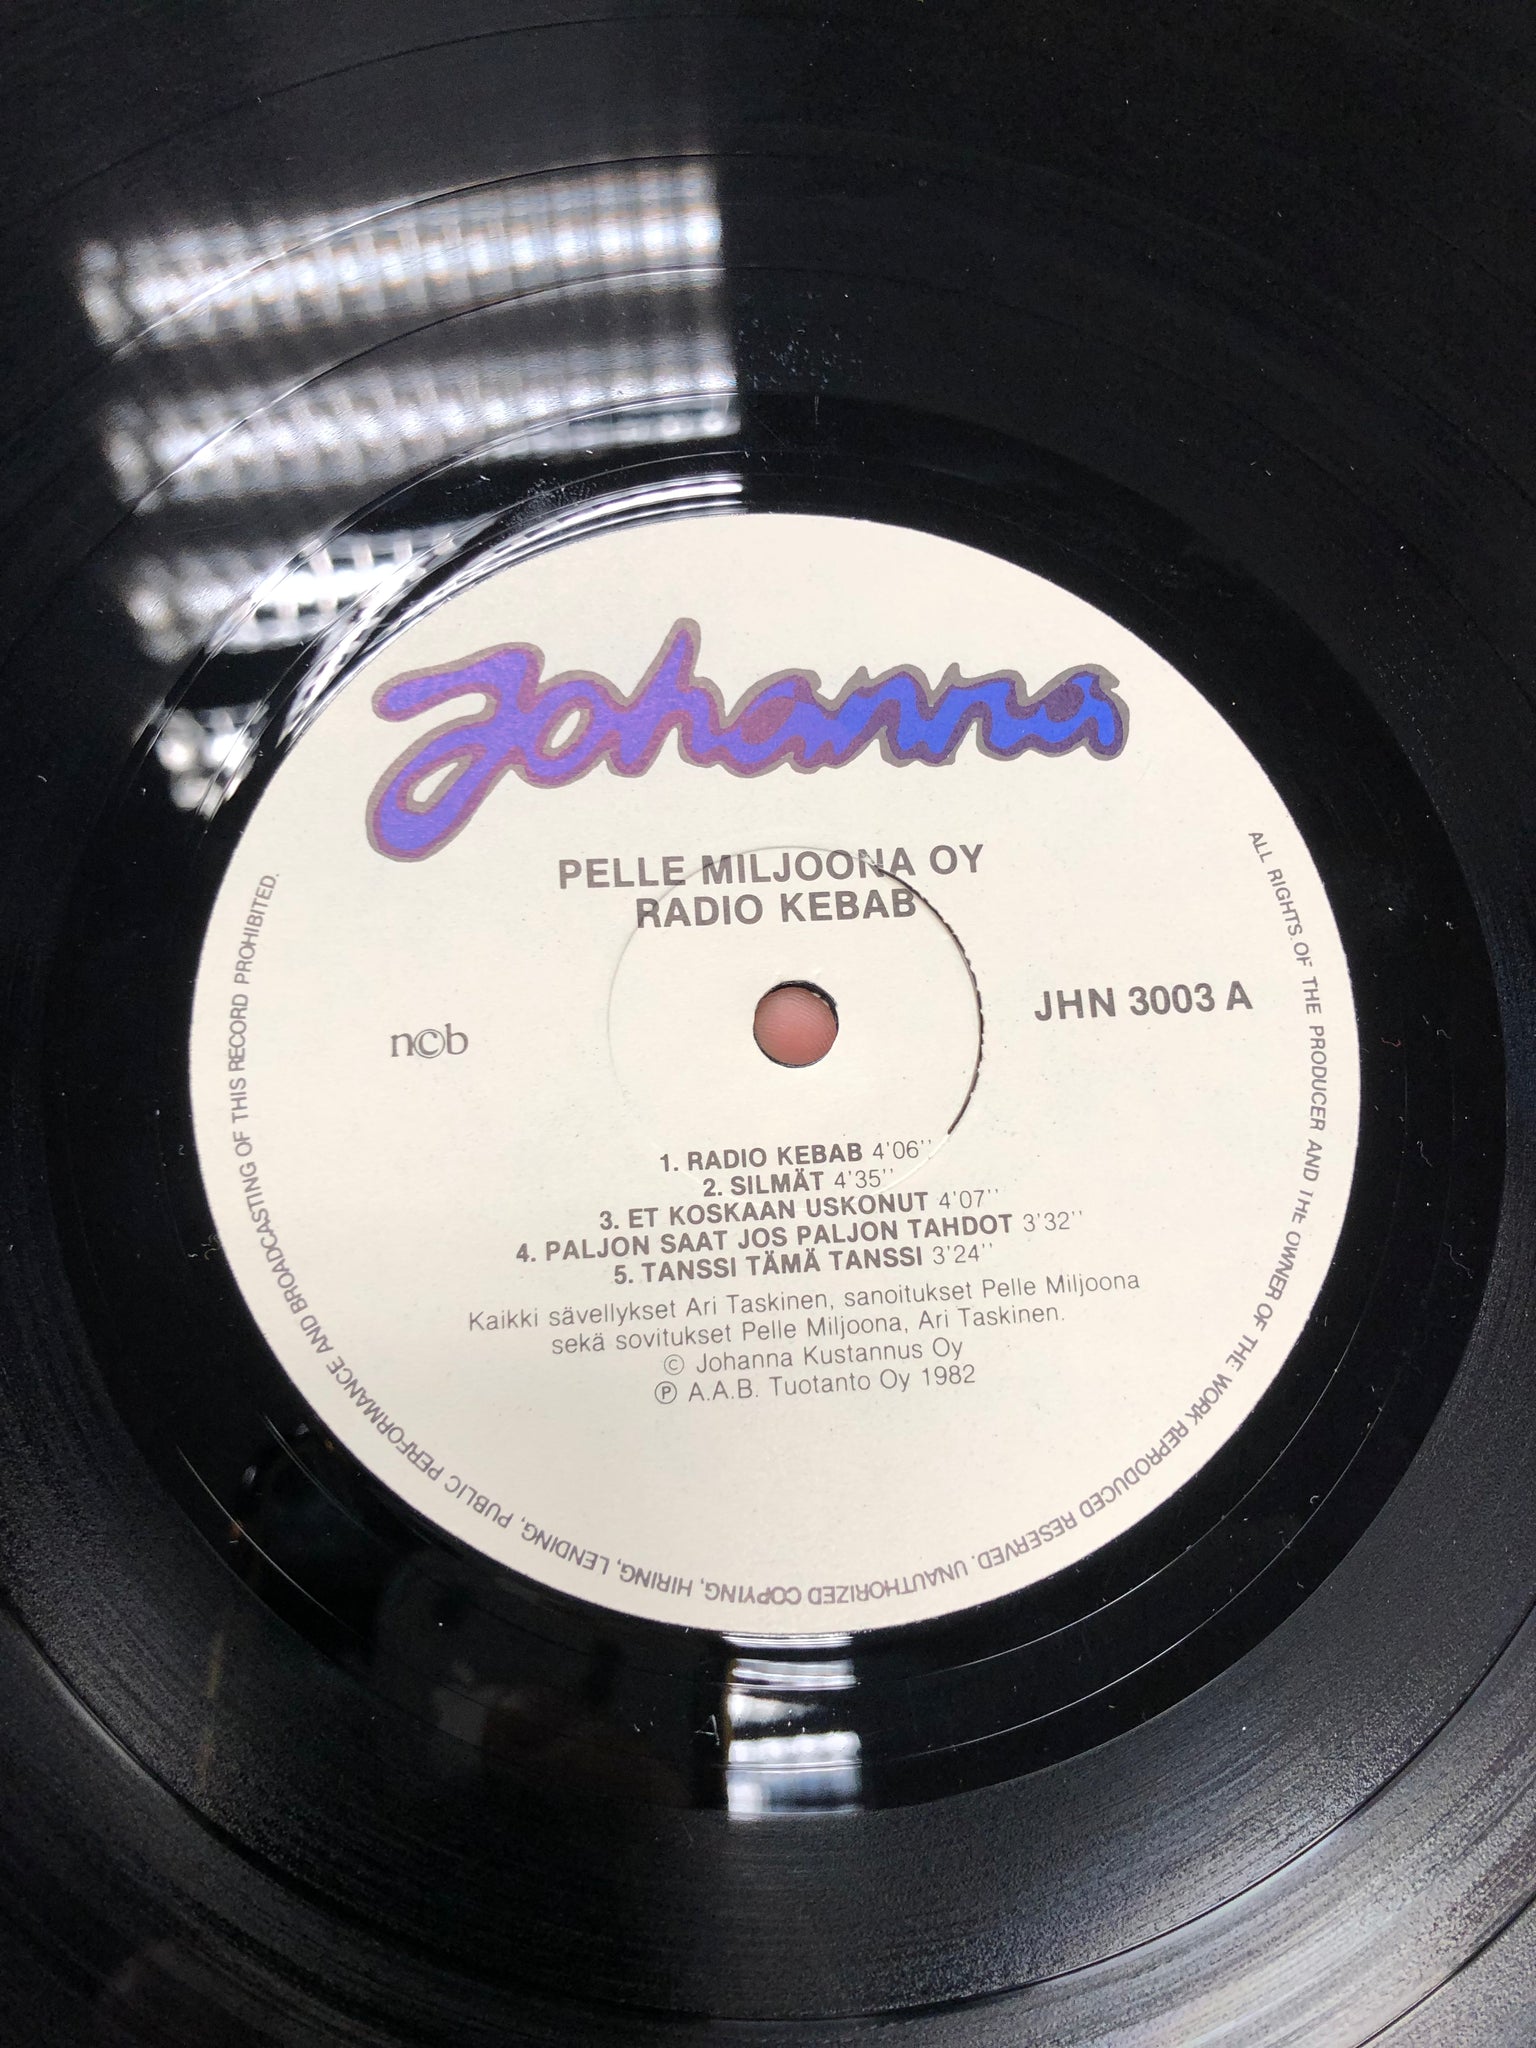 Johanna
PELLE MILJOONA OY
RADIO KEBAB
JHN 3003 A
n©b
1. RADIO KEBAB 4'06''
2. SILMÄT 4'35''
3. ET KOSKAAN USKONUT 4'07''
4. PALJON SAAT JOS PALJON TAHDOT 3'32''
5. TANSSI TÄMÄ TANSSI 3'24''
Kaikki sävellykset Ari Taskinen, sanoitukset Pelle Miljoona
sekä sovitukset Pelle Miljoona, Ari Taskinen.
© Johanna Kustannus Oy
℗ A.A.B. Tuotanto Oy 1982
ALL RIGHTS OF THE PRODUCER AND THE OWNER OF THE WORK REPRODUCED RESERVED. UNAUTHORIZED COPYING, HIRING, LENDING, PUBLIC PERFORMANCE AND BROADCASTING OF THIS RECORD PROHIBITED.